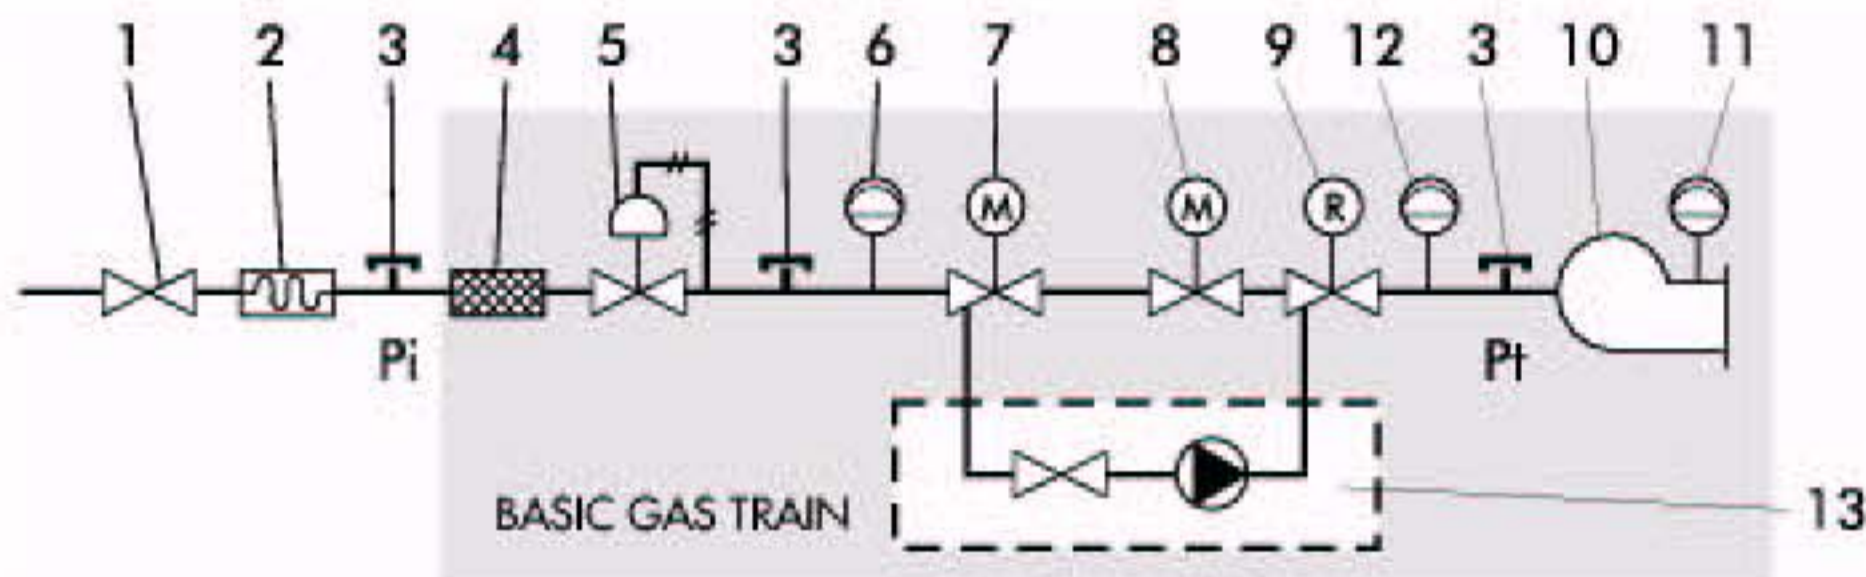 1 2 3 4 5 3 6 7 8 9 12 3 10 11
M M R
Pi Pt
BASIC GAS TRAIN
13